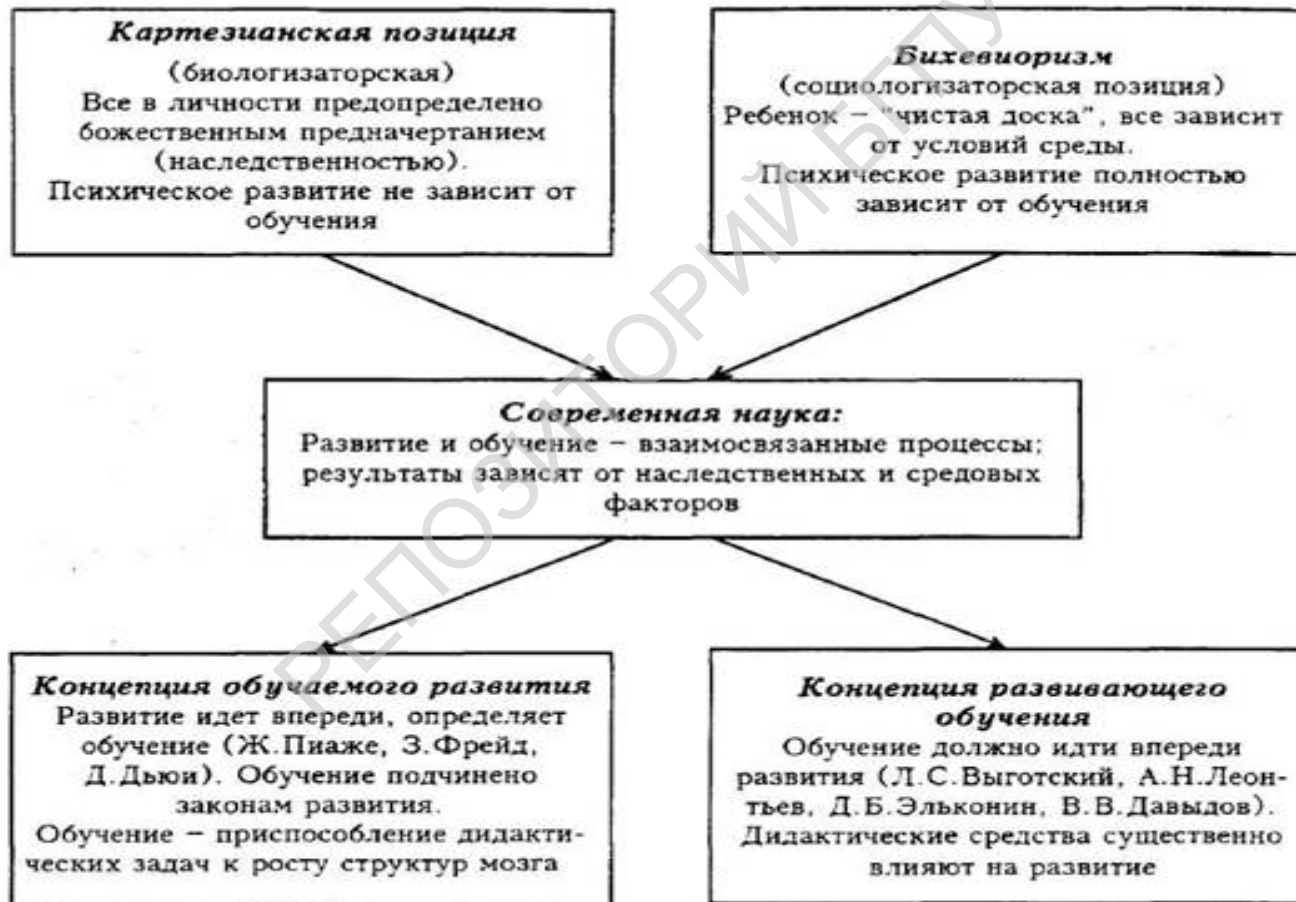 Картезианская позиция
(биологизаторская)
Все в личности предопределено
божественным предначертанием
(наследственностью).
Психическое развитие не зависит от
обучения
Бихевиоризм
(социологизаторская позиция)
Ребенок – "чистая доска", все зависит
от условий среды.
Психическое развитие полностью
зависит от обучения
Современная наука:
Развитие и обучение – взаимосвязанные процессы;
результаты зависят от наследственных и средовых
факторов
Концепция обучаемого развития
Развитие идет впереди, определяет
обучение (Ж.Пиаже, З.Фрейд,
Д.Дьюи). Обучение подчинено
законам развития.
Обучение – приспособление дидакти-
ческих задач к росту структур мозга
Концепция развивающего
обучения
Обучение должно идти впереди
развития (Л.С.Выготский, А.Н.Леон-
тьев, Д.Б.Эльконин, В.В.Давыдов).
Дидактические средства существенно
влияют на развитие
РЕПОЗИТОРИЙ БГПУ